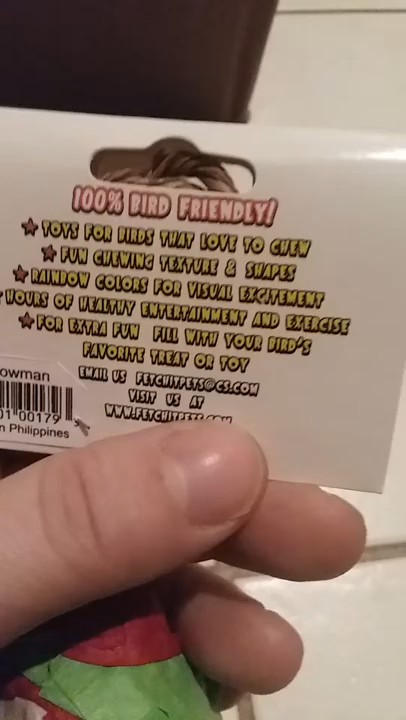 100% BIRD FRIENDLY!
TOYS FOR BIRDS THAT LOVE TO CHEW
FUN CHEWING TEXTURE & SHAPES
RAINBOW COLORS FOR VISUAL EXCITEMENT
HOURS OF HEALTHY ENTERTAINMENT AND EXERCISE
FOR EXTRA FUN FILL WITH YOUR BIRD'S
FAVORITE TREAT OR TOY
EMAIL US FETCHITPETS@CS.COM
VISIT US AT
WWW.FETCHITPETS.COM
owman
01 00179
n Philippines